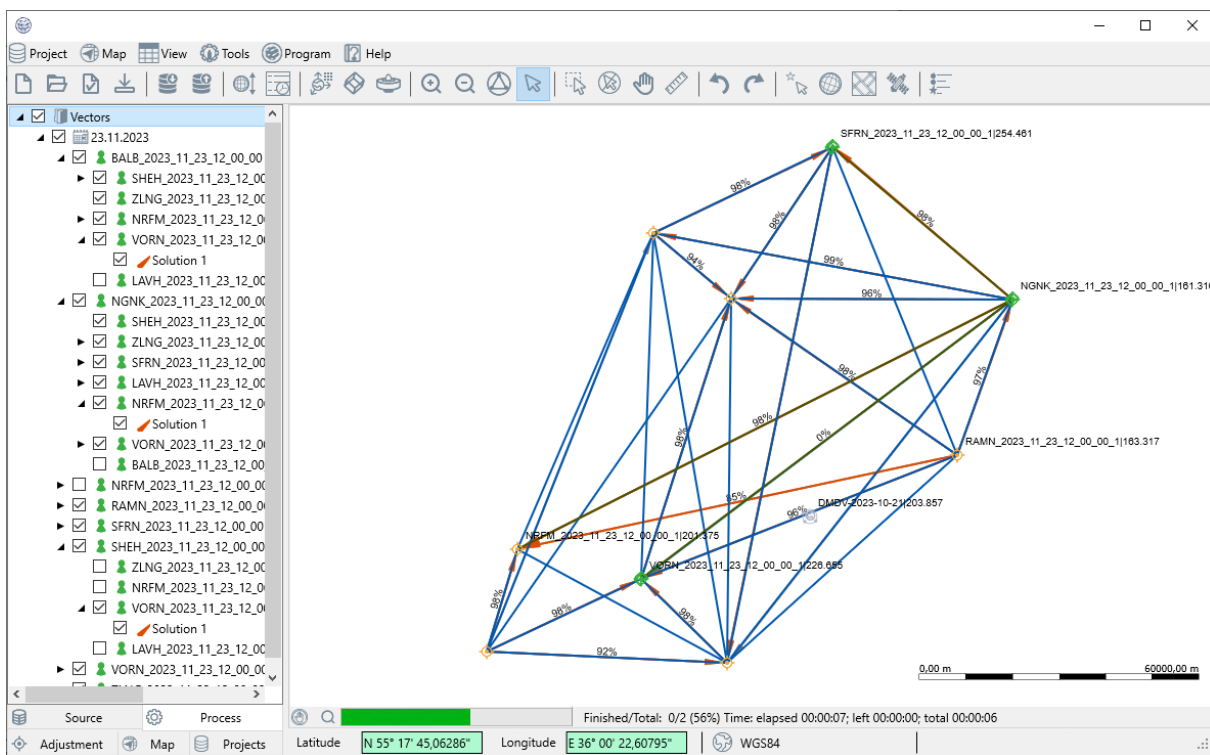 Project Map View Tools Program Help
Vectors
23.11.2023
BALB_2023_11_23_12_00_00
SHEH_2023_11_23_12_00
ZLNG_2023_11_23_12_00
NRFM_2023_11_23_12_00
VORN_2023_11_23_12_00
Solution 1
LAVH_2023_11_23_12_00
NGNK_2023_11_23_12_00_00
SHEH_2023_11_23_12_00
ZLNG_2023_11_23_12_00
SFRN_2023_11_23_12_00
LAVH_2023_11_23_12_00
NRFM_2023_11_23_12_00
Solution 1
VORN_2023_11_23_12_00
BALB_2023_11_23_12_00
NRFM_2023_11_23_12_00_00
RAMN_2023_11_23_12_00_00
SFRN_2023_11_23_12_00_00
SHEH_2023_11_23_12_00_00
ZLNG_2023_11_23_12_00
NRFM_2023_11_23_12_00
VORN_2023_11_23_12_00
Solution 1
LAVH_2023_11_23_12_00
VORN_2023_11_23_12_00_00
SFRN_2023_11_23_12_00_00_1|254.461
98%
98%
98%
94%
99%
96%
NGNK_2023_11_23_12_00_00_1|161.316
98%
97%
98%
0%
98%
RAMN_2023_11_23_12_00_00_1|163.317
85%
DMDV-2023-10-21|203.857
96%
NRFM_2023_11_23_12_00_00_1|201.375
VORN_2023_11_23_12_00_00_1|226.655
98%
98%
98%
92%
0,00 m 60000,00 m
Source Process
Finished/Total: 0/2 (56%) Time: elapsed 00:00:07; left 00:00:00; total 00:00:06
Adjustment Map Projects
Latitude N 55° 17' 45,06286" Longitude E 36° 00' 22,60795" WGS84